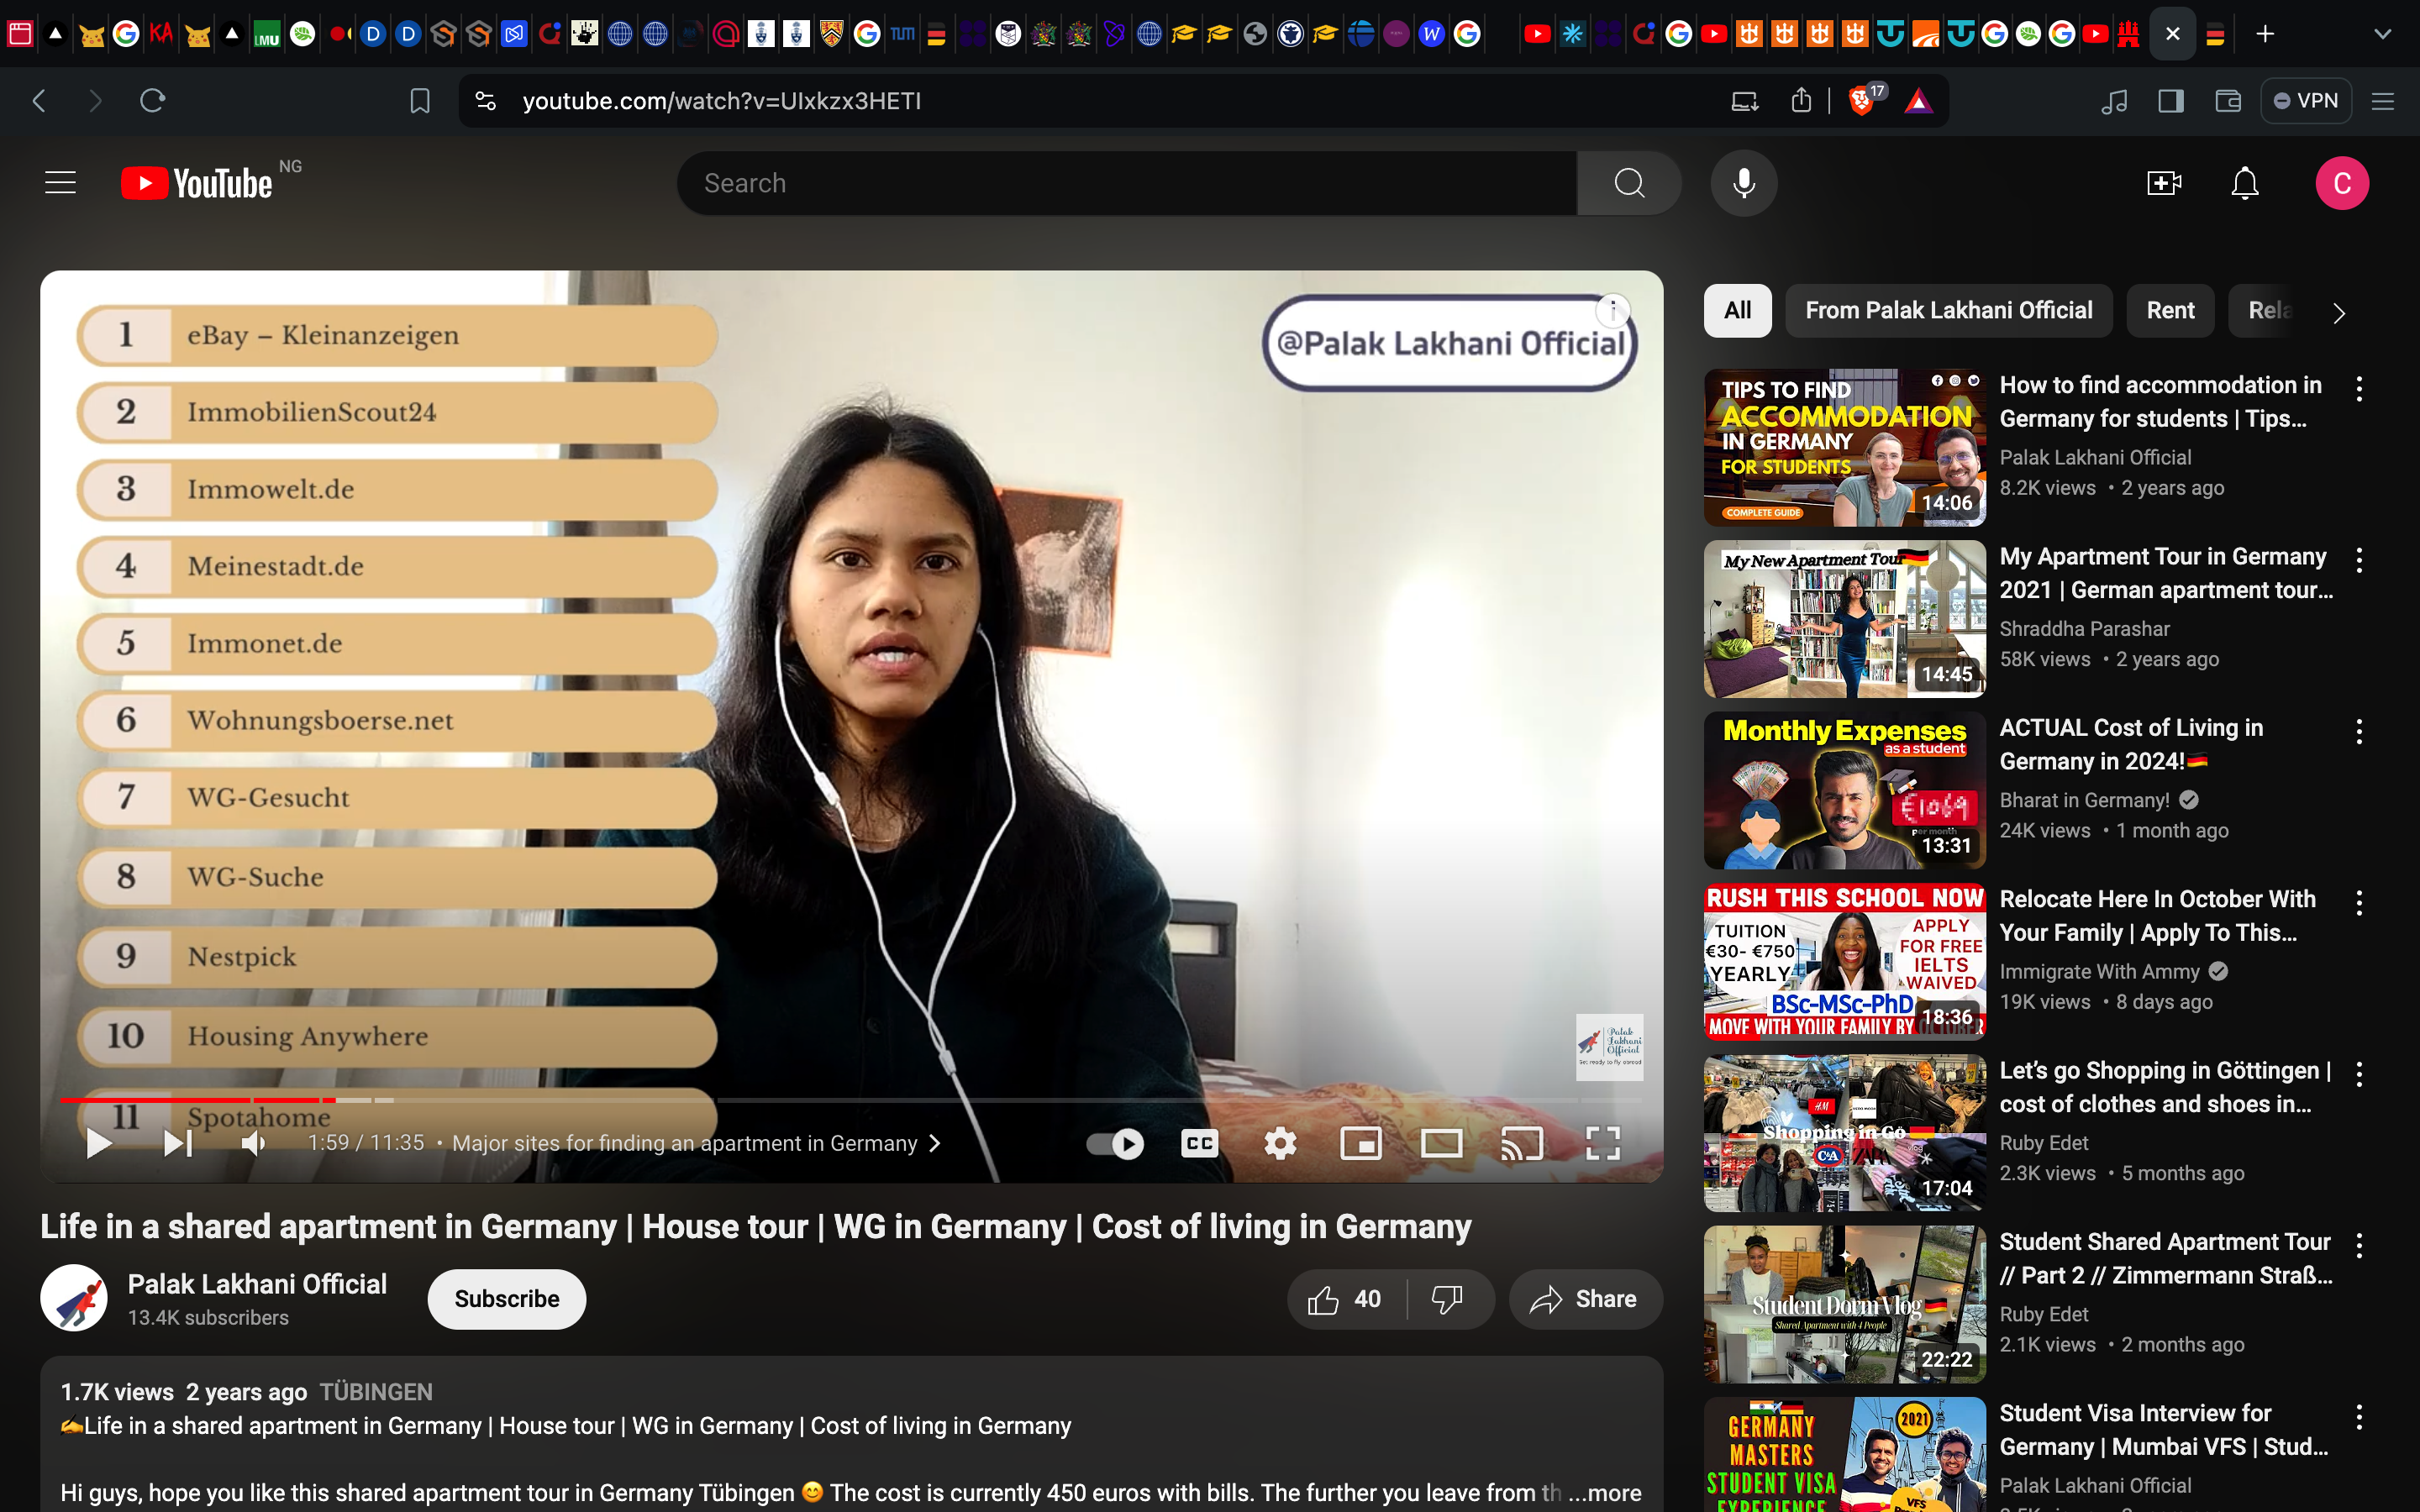 LMU
KA
D
D
TUM
W
youtube.com/watch?v=UIxkzx3HETI
17
VPN
YouTube NG
Search
C
1 eBay – Kleinanzeigen
2 ImmobilienScout24
3 Immowelt.de
4 Meinestadt.de
5 Immonet.de
6 Wohnungsboerse.net
7 WG-Gesucht
8 WG-Suche
9 Nestpick
10 Housing Anywhere
11 Spotahome
@Palak Lakhani Official
Palak
Lakhani
Official
Get ready to fly abroad
1:59 / 11:35 • Major sites for finding an apartment in Germany
CC
Life in a shared apartment in Germany | House tour | WG in Germany | Cost of living in Germany
Palak Lakhani Official
13.4K subscribers
Subscribe
40
Share
1.7K views 2 years ago TÜBINGEN
✍Life in a shared apartment in Germany | House tour | WG in Germany | Cost of living in Germany
Hi guys, hope you like this shared apartment tour in Germany Tübingen 😊 The cost is currently 450 euros with bills. The further you leave from th ...more
All
From Palak Lakhani Official
Rent
Rela
TIPS TO FIND
ACCOMMODATION
IN GERMANY
FOR STUDENTS
COMPLETE GUIDE
14:06
How to find accommodation in
Germany for students | Tips...
Palak Lakhani Official
8.2K views • 2 years ago
My New Apartment Tour
14:45
My Apartment Tour in Germany
2021 | German apartment tour...
Shraddha Parashar
58K views • 2 years ago
Monthly Expenses
as a student
€1069
per month
13:31
ACTUAL Cost of Living in
Germany in 2024!🇩🇪
Bharat in Germany!
24K views • 1 month ago
RUSH THIS SCHOOL NOW
TUITION
€30- €750
YEARLY
APPLY
FOR FREE
IELTS
WAIVED
BSc-MSc-PhD
MOVE WITH YOUR FAMILY BY OCTOBER
18:36
Relocate Here In October With
Your Family | Apply To This...
Immigrate With Ammy
19K views • 8 days ago
H&M
Shopping in Gö
C&A
17:04
Let's go Shopping in Göttingen |
cost of clothes and shoes in...
Ruby Edet
2.3K views • 5 months ago
Student Dorm Vlog
Shared Apartment with 4 People
22:22
Student Shared Apartment Tour
// Part 2 // Zimmermann Straß...
Ruby Edet
2.1K views • 2 months ago
GERMANY
MASTERS
STUDENT VISA
EXPERIENCE
2021
VFS
Student Visa Interview for
Germany | Mumbai VFS | Stud...
Palak Lakhani Official